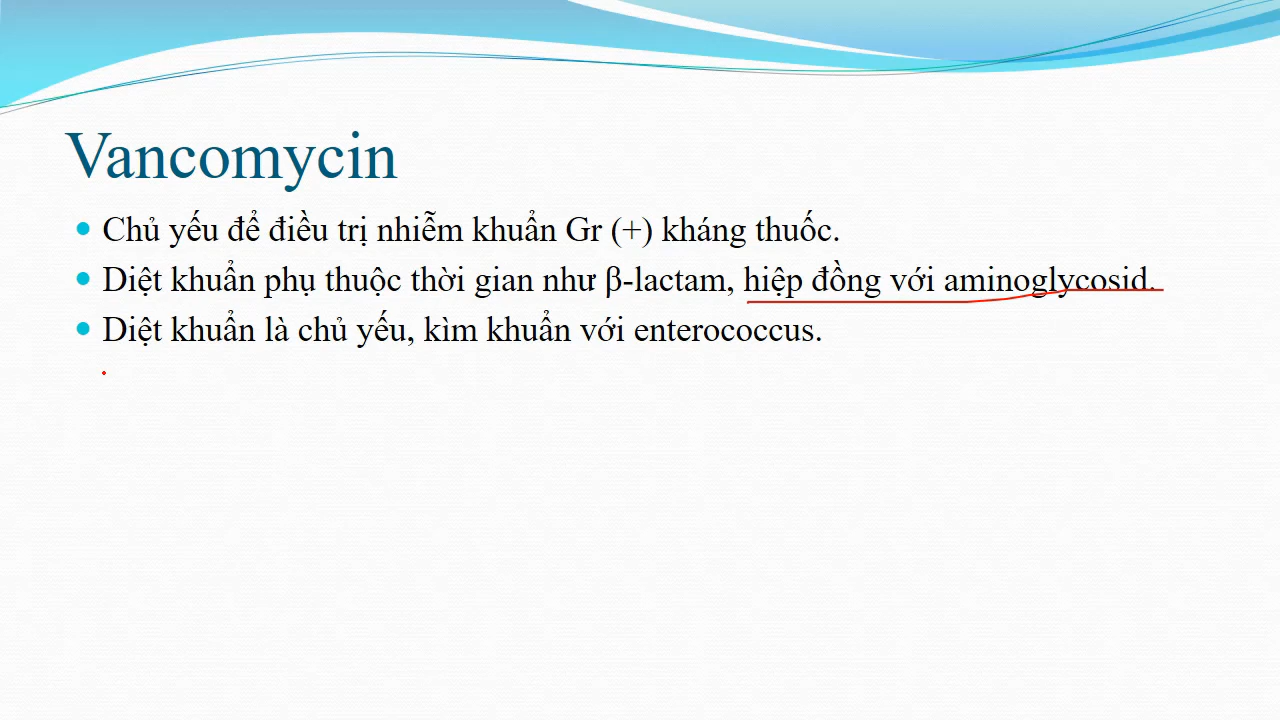 Vancomycin
Chủ yếu để điều trị nhiễm khuẩn Gr (+) kháng thuốc.
Diệt khuẩn phụ thuộc thời gian như β-lactam, hiệp đồng với aminoglycosid.
Diệt khuẩn là chủ yếu, kìm khuẩn với enterococcus.